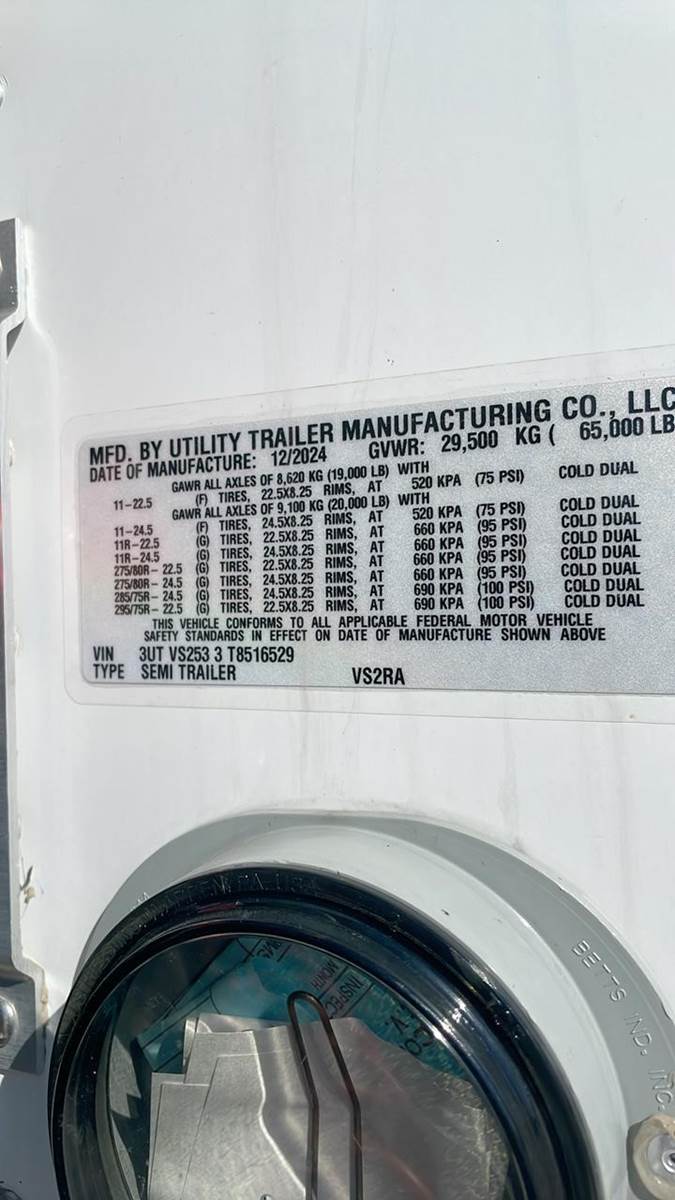 MFD. BY UTILITY TRAILER MANUFACTURING CO., LLC
DATE OF MANUFACTURE: 12/2024 GVWR: 29,500 KG ( 65,000 LB
GAWR ALL AXLES OF 8,620 KG (19,000 LB) WITH
11-22.5 (F) TIRES, 22.5X8.25 RIMS, AT 520 KPA (75 PSI) COLD DUAL
GAWR ALL AXLES OF 9,100 KG (20,000 LB) WITH
11-24.5 (F) TIRES, 24.5X8.25 RIMS, AT 520 KPA (75 PSI) COLD DUAL
11R-22.5 (G) TIRES, 22.5X8.25 RIMS, AT 660 KPA (95 PSI) COLD DUAL
11R-24.5 (G) TIRES, 24.5X8.25 RIMS, AT 660 KPA (95 PSI) COLD DUAL
275/80R-22.5 (G) TIRES, 22.5X8.25 RIMS, AT 660 KPA (95 PSI) COLD DUAL
275/80R-24.5 (G) TIRES, 24.5X8.25 RIMS, AT 660 KPA (95 PSI) COLD DUAL
285/75R-24.5 (G) TIRES, 24.5X8.25 RIMS, AT 690 KPA (100 PSI) COLD DUAL
295/75R-22.5 (G) TIRES, 22.5X8.25 RIMS, AT 690 KPA (100 PSI) COLD DUAL
THIS VEHICLE CONFORMS TO ALL APPLICABLE FEDERAL MOTOR VEHICLE
SAFETY STANDARDS IN EFFECT ON DATE OF MANUFACTURE SHOWN ABOVE
VIN 3UT VS253 3 T8516529
TYPE SEMI TRAILER VS2RA
BETTS IND. INC.
MONTH